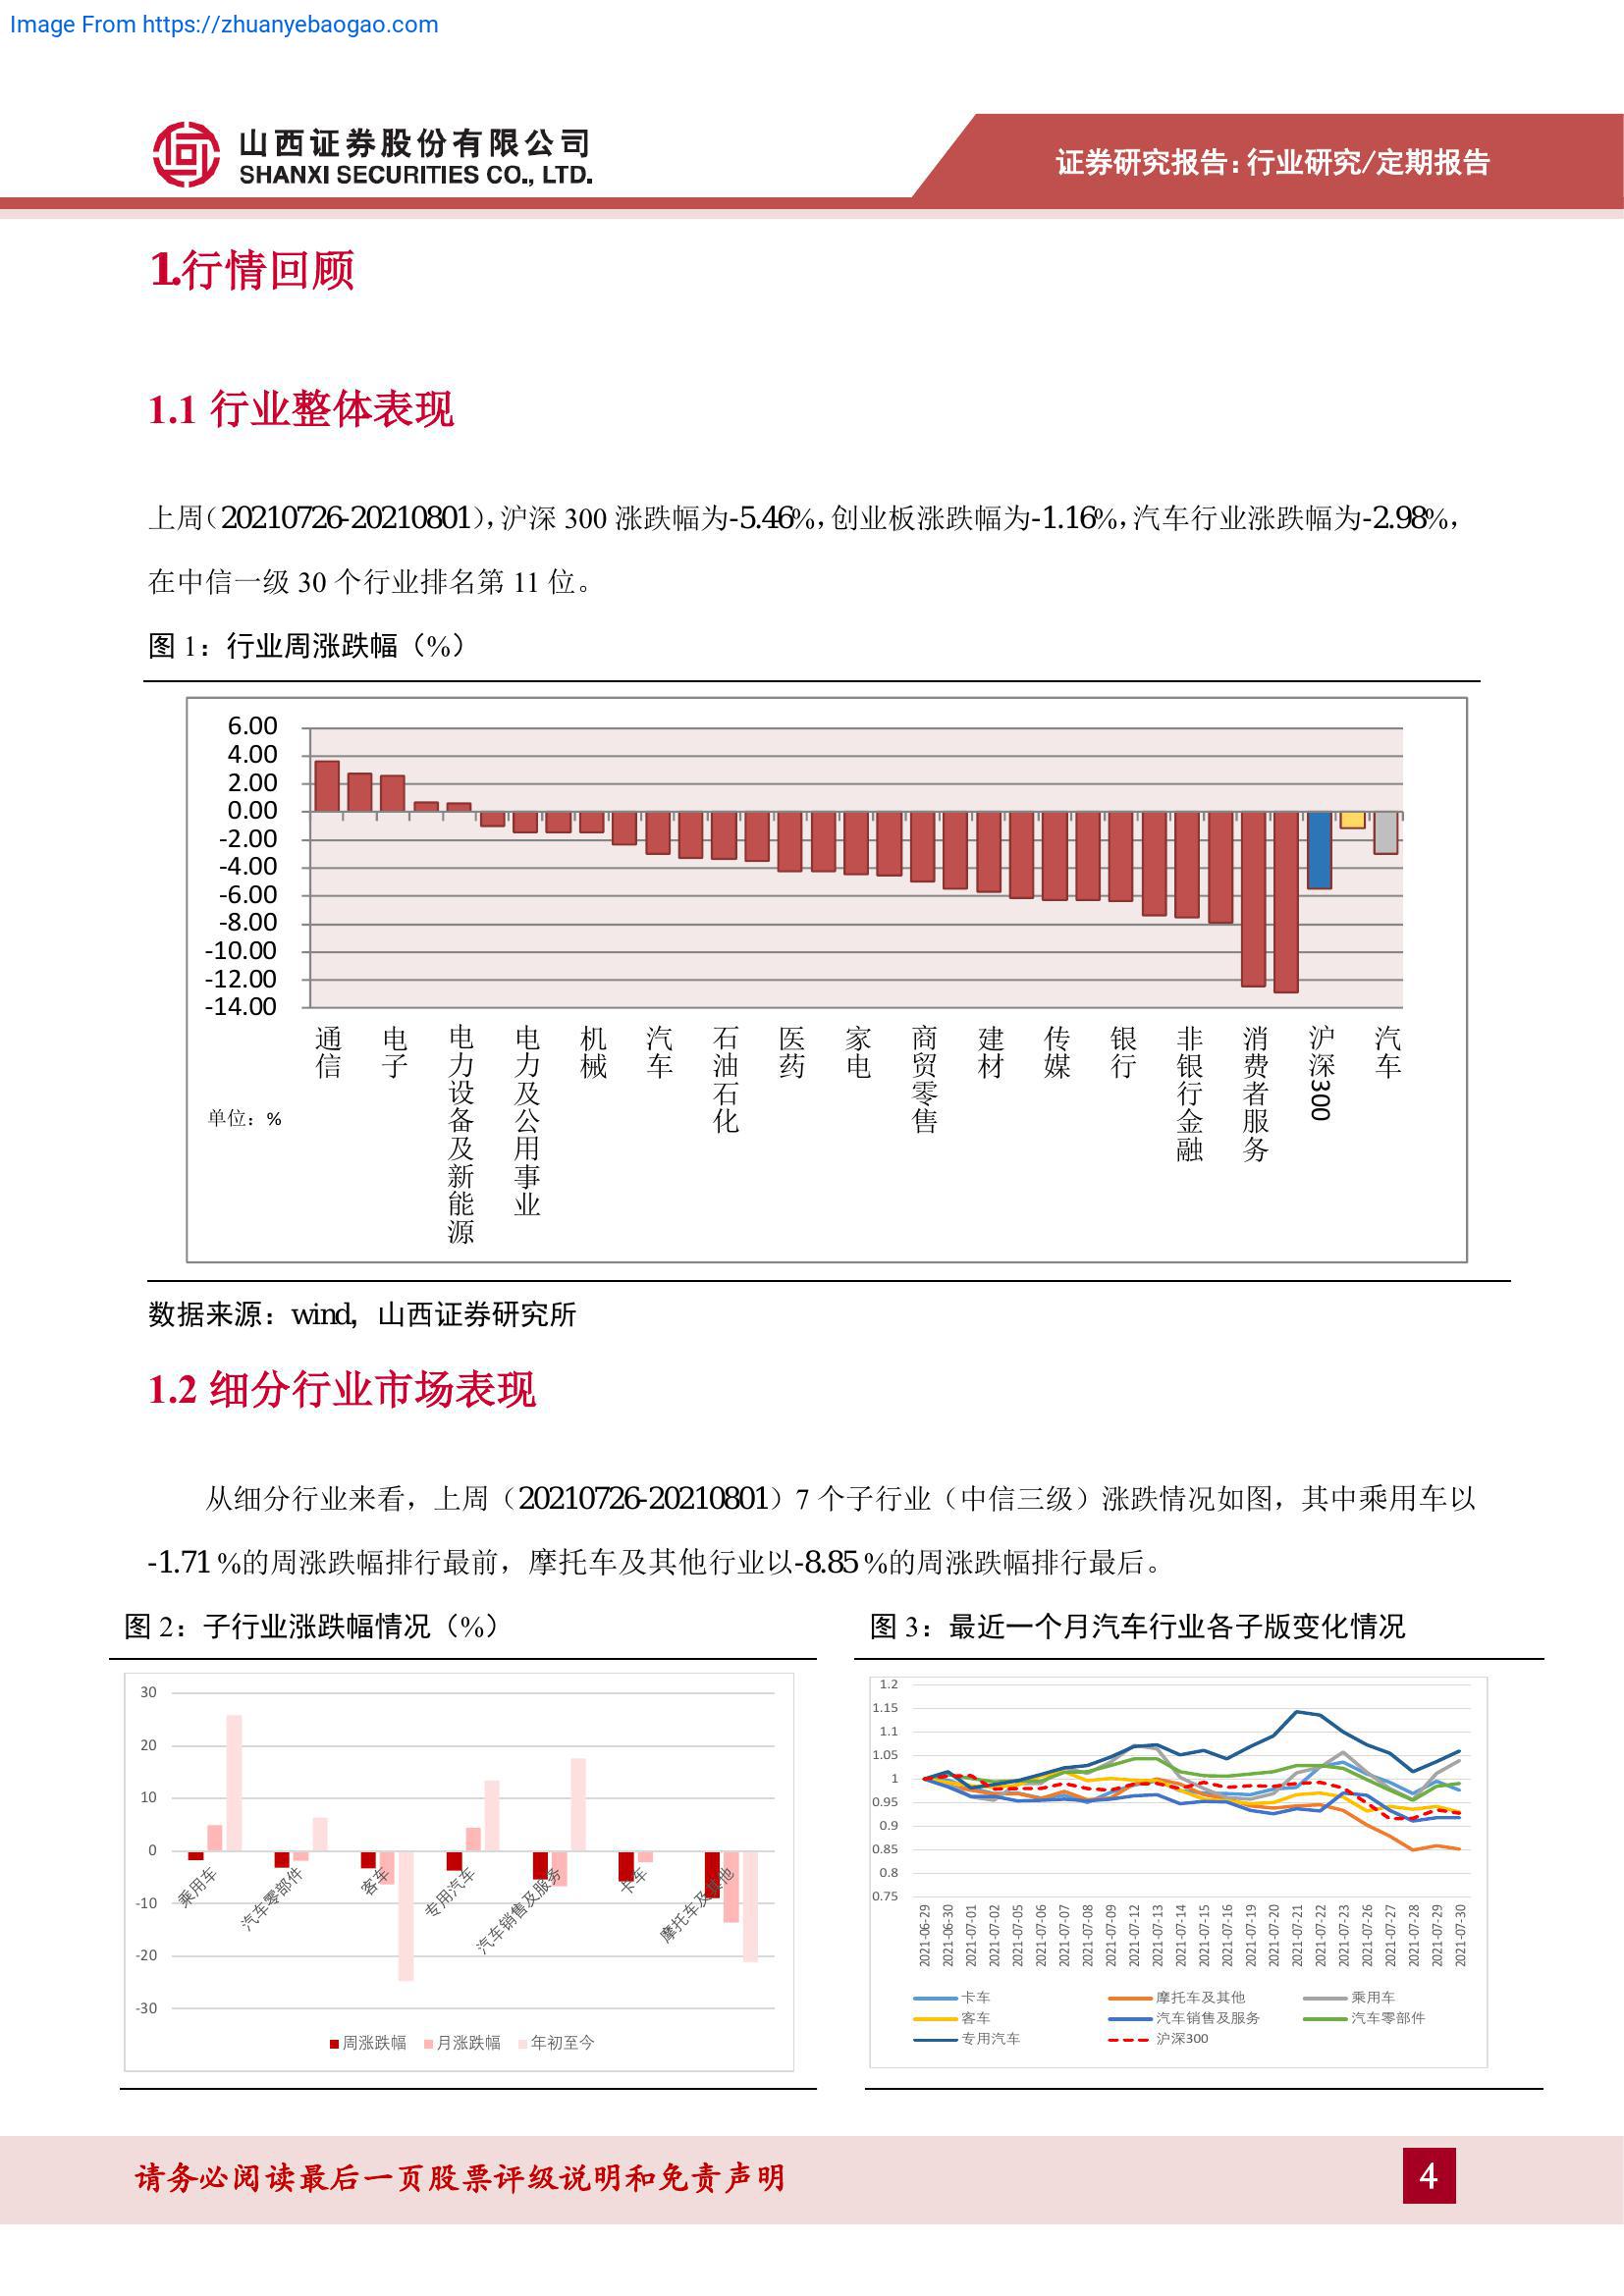 Image From https://zhuanyebaogao.com
山西证券股份有限公司
SHANXI SECURITIES CO., LTD.
证券研究报告：行业研究/定期报告
1.行情回顾
1.1 行业整体表现
上周（20210726-20210801），沪深 300 涨跌幅为-5.46%，创业板涨跌幅为-1.16%，汽车行业涨跌幅为-2.98%，
在中信一级 30 个行业排名第 11 位。
图 1：行业周涨跌幅（%）
6.00
4.00
2.00
0.00
-2.00
-4.00
-6.00
-8.00
-10.00
-12.00
-14.00
通信
电子
电力设备及新能源
电力及公用事业
机械
汽车
石油石化
医药
家电
商贸零售
建材
传媒
银行
非银行金融
消费者服务
沪深300
汽车
单位：%
数据来源：wind，山西证券研究所
1.2 细分行业市场表现
从细分行业来看，上周（20210726-20210801）7 个子行业（中信三级）涨跌情况如图，其中乘用车以
-1.71 %的周涨跌幅排行最前，摩托车及其他行业以-8.85 %的周涨跌幅排行最后。
图 2：子行业涨跌幅情况（%）
30
20
10
0
-10
-20
-30
乘用车
汽车零部件
客车
专用汽车
汽车销售及服务
卡车
摩托车及其他
周涨跌幅 月涨跌幅 年初至今
图 3：最近一个月汽车行业各子版变化情况
1.2
1.15
1.1
1.05
1
0.95
0.9
0.85
0.8
0.75
2021-06-29
2021-06-30
2021-07-01
2021-07-02
2021-07-05
2021-07-06
2021-07-07
2021-07-08
2021-07-09
2021-07-12
2021-07-13
2021-07-14
2021-07-15
2021-07-16
2021-07-19
2021-07-20
2021-07-21
2021-07-22
2021-07-23
2021-07-26
2021-07-27
2021-07-28
2021-07-29
2021-07-30
卡车 摩托车及其他 乘用车
客车 汽车销售及服务 汽车零部件
专用汽车 沪深300
请务必阅读最后一页股票评级说明和免责声明
4